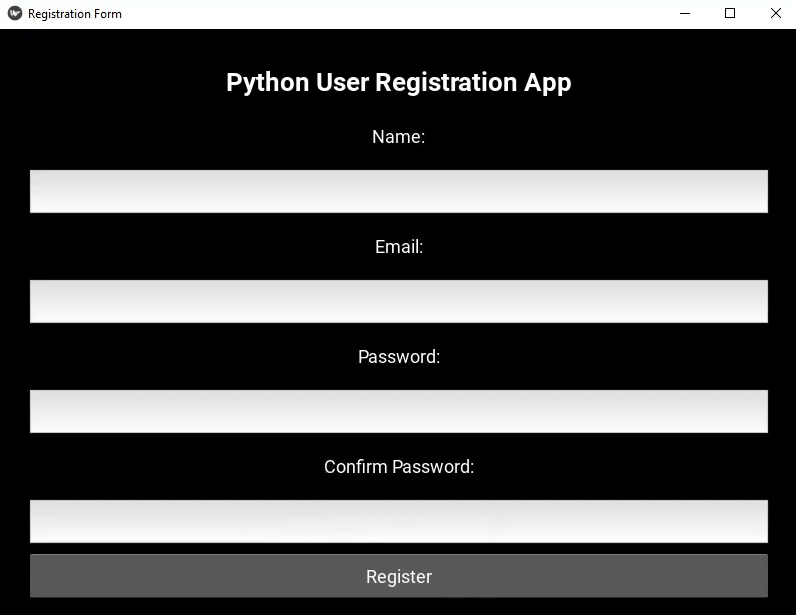 Registration Form
Python User Registration App
Name:
Email:
Password:
Confirm Password:
Register